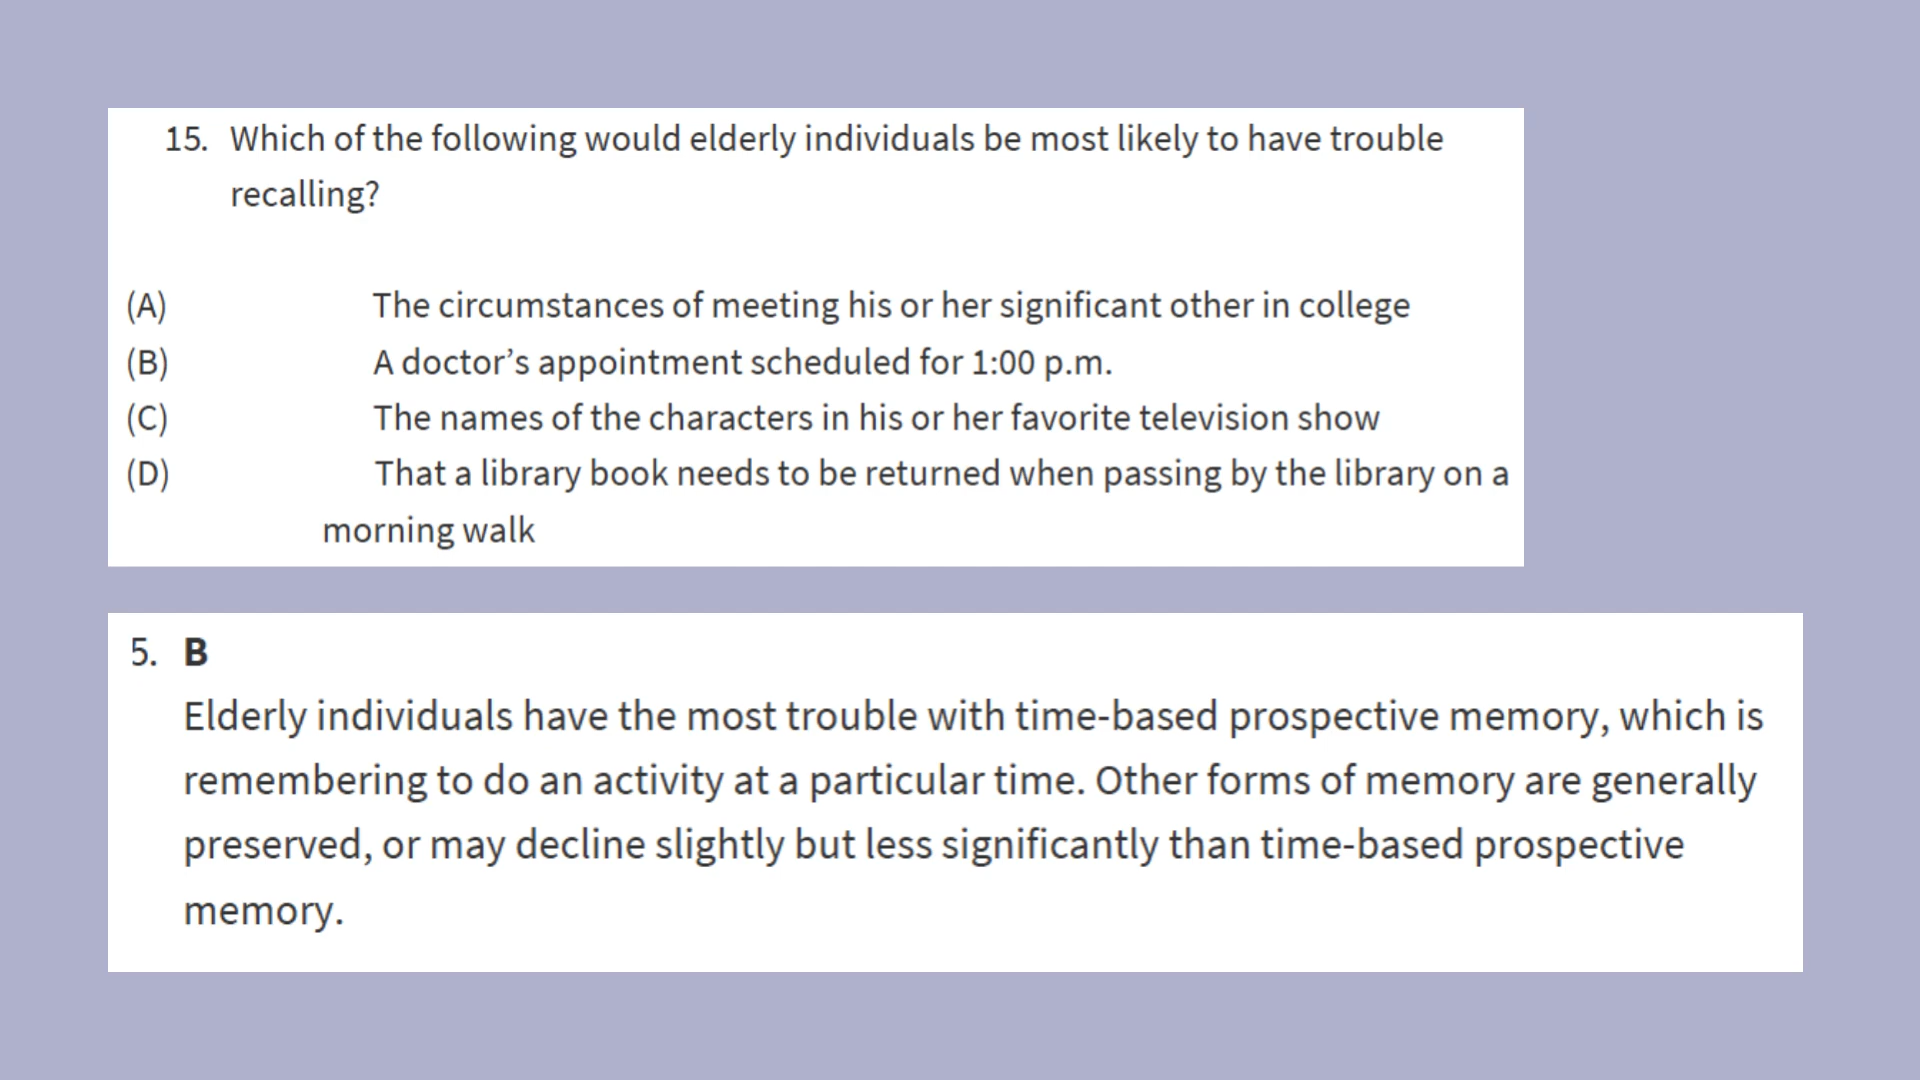 15. Which of the following would elderly individuals be most likely to have trouble
recalling?
(A) The circumstances of meeting his or her significant other in college
(B) A doctor’s appointment scheduled for 1:00 p.m.
(C) The names of the characters in his or her favorite television show
(D) That a library book needs to be returned when passing by the library on a
morning walk
5. B
Elderly individuals have the most trouble with time-based prospective memory, which is
remembering to do an activity at a particular time. Other forms of memory are generally
preserved, or may decline slightly but less significantly than time-based prospective
memory.